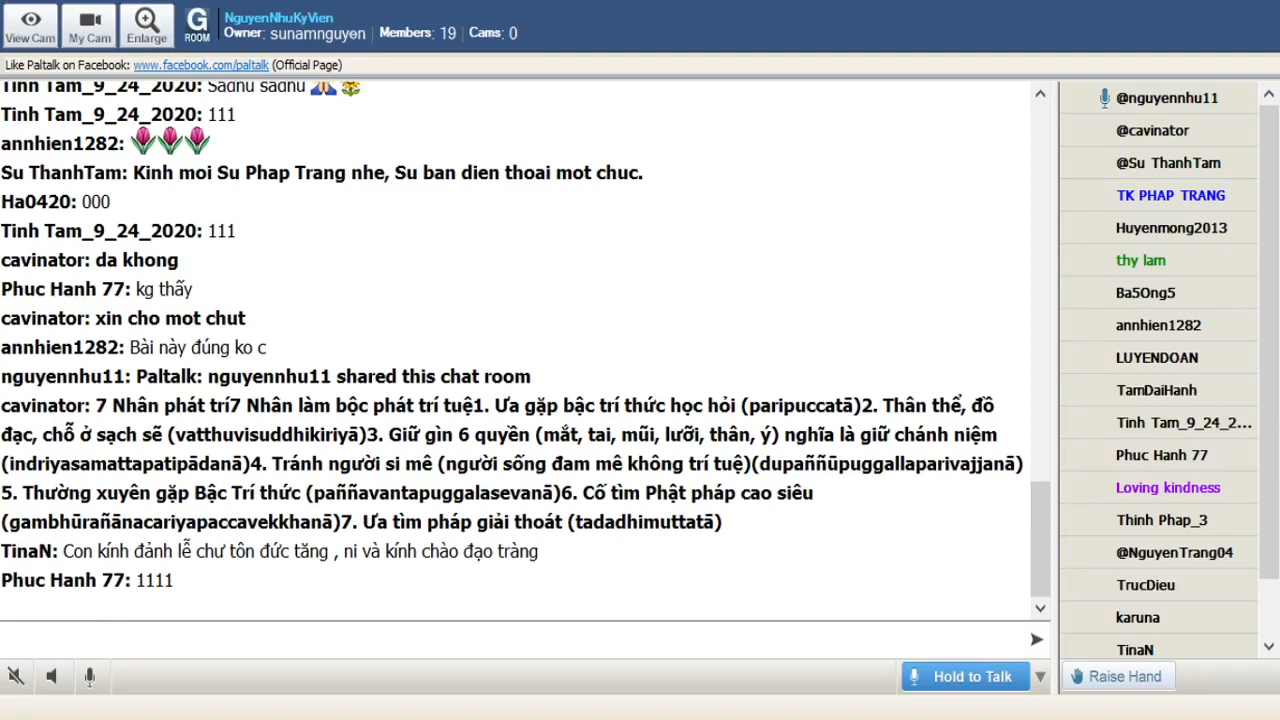 View Cam
My Cam
Enlarge
G
ROOM
NguyenNhuKyVien
Owner: sunamnguyen | Members: 19 | Cams: 0
Like Paltalk on Facebook: www.facebook.com/paltalk (Official Page)
Tinh Tam_9_24_2020: Sadhu sadhu
Tinh Tam_9_24_2020: 111
annhien1282:
Su ThanhTam: Kinh moi Su Phap Trang nhe, Su ban dien thoai mot chuc.
Ha0420: 000
Tinh Tam_9_24_2020: 111
cavinator: da khong
Phuc Hanh 77: kg thấy
cavinator: xin cho mot chut
annhien1282: Bài này đúng ko c
nguyennhu11: Paltalk: nguyennhu11 shared this chat room
cavinator: 7 Nhân phát trí7 Nhân làm bộc phát trí tuệ1. Ưa gặp bậc trí thức học hỏi (paripuccatā)2. Thân thể, đồ
đạc, chỗ ở sạch sẽ (vatthuvisuddhikiriyā)3. Giữ gìn 6 quyền (mắt, tai, mũi, lưỡi, thân, ý) nghĩa là giữ chánh niệm
(indriyasamattapatipādanā)4. Tránh người si mê (người sống đam mê không trí tuệ)(dupaññūpuggallaparivajjanā)
5. Thường xuyên gặp Bậc Trí thức (paññavantapuggalasevanā)6. Cố tìm Phật pháp cao siêu
(gambhūrañānacariyapaccavekkhanā)7. Ưa tìm pháp giải thoát (tadadhimuttatā)
TinaN: Con kính đảnh lễ chư tôn đức tăng , ni và kính chào đạo tràng
Phuc Hanh 77: 1111
@nguyennhu11
@cavinator
@Su ThanhTam
TK PHAP TRANG
Huyenmong2013
thy lam
Ba5Ong5
annhien1282
LUYENDOAN
TamDaiHanh
Tinh Tam_9_24_2...
Phuc Hanh 77
Loving kindness
Thinh Phap_3
@NguyenTrang04
TrucDieu
karuna
TinaN
Hold to Talk
Raise Hand